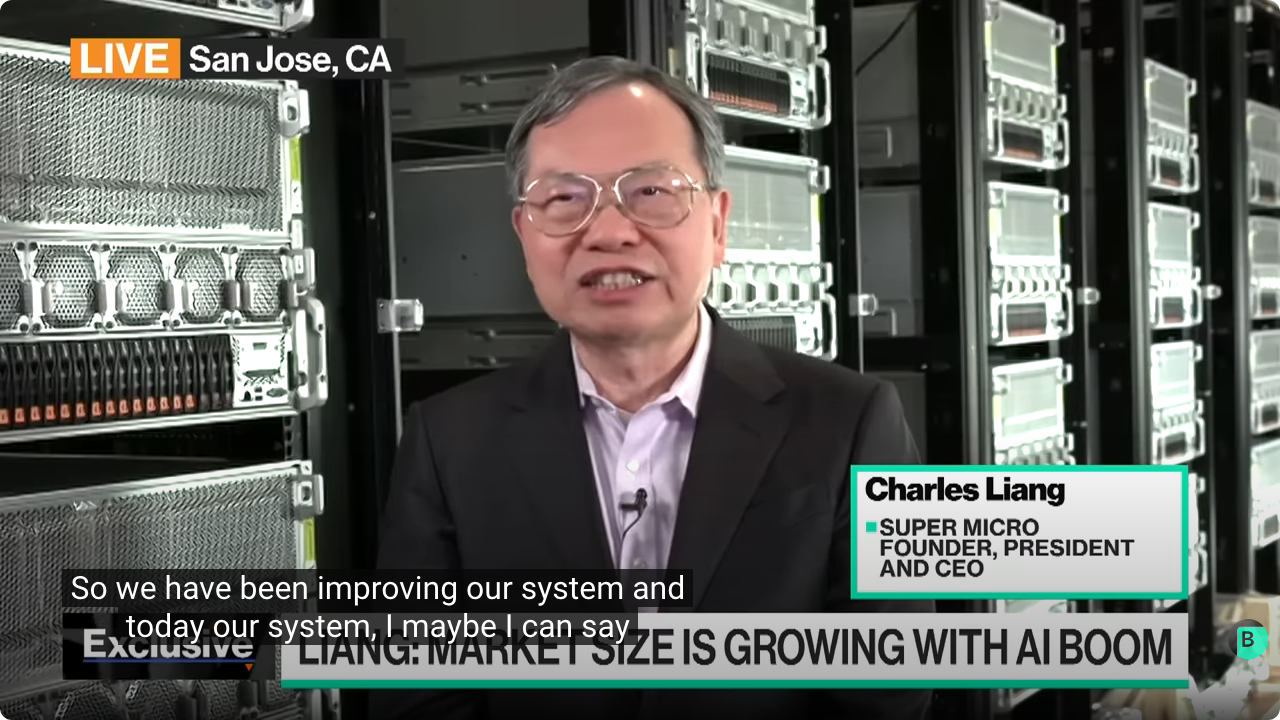 LIVE San Jose, CA
Charles Liang
SUPER MICRO
FOUNDER, PRESIDENT
AND CEO
So we have been improving our system and
today our system, I maybe I can say
Exclusive
LIANG: MARKET SIZE IS GROWING WITH AI BOOM
B